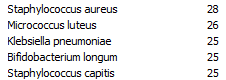 Staphylococcus aureus 28
Micrococcus luteus 26
Klebsiella pneumoniae 25
Bifidobacterium longum 25
Staphylococcus capitis 25